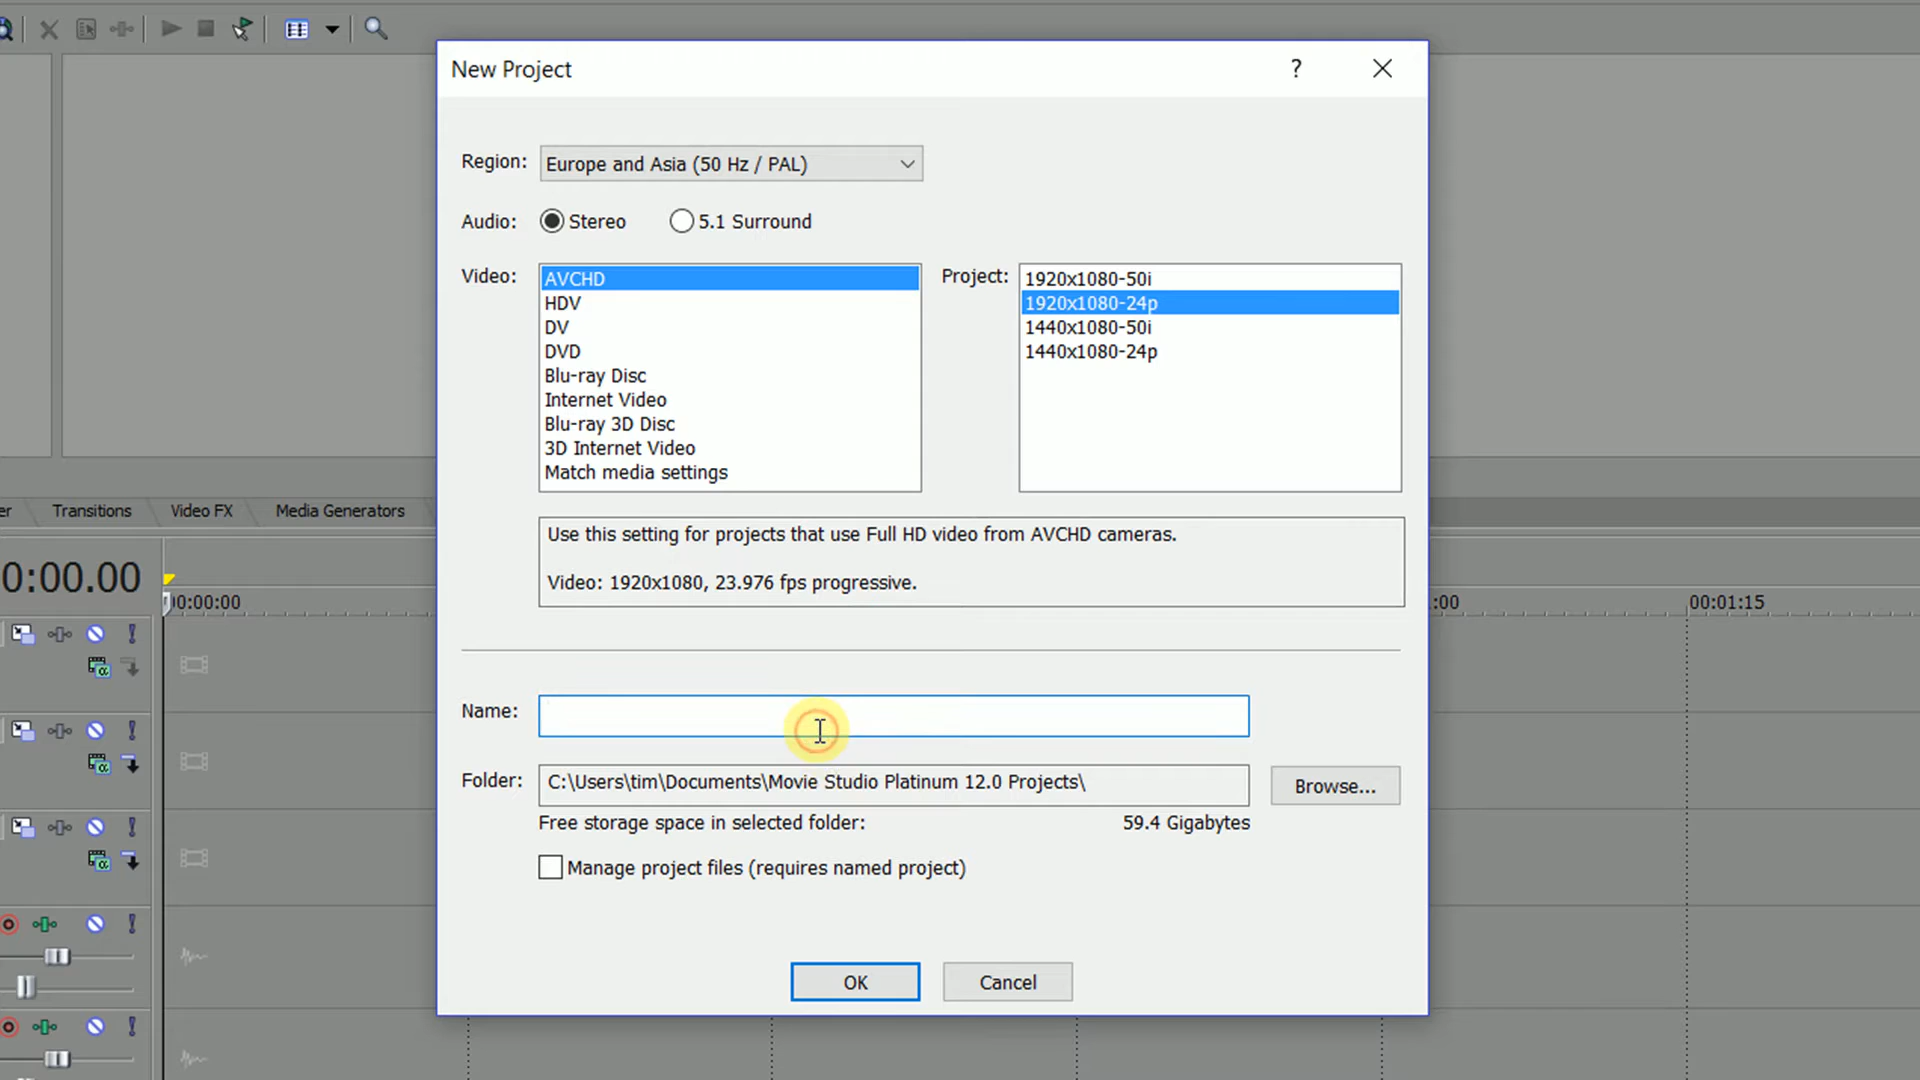 New Project
?
Region: Europe and Asia (50 Hz / PAL)
Audio: Stereo 5.1 Surround
Video: AVCHD
HDV
DV
DVD
Blu-ray Disc
Internet Video
Blu-ray 3D Disc
3D Internet Video
Match media settings
Project: 1920x1080-50i
1920x1080-24p
1440x1080-50i
1440x1080-24p
Use this setting for projects that use Full HD video from AVCHD cameras.
Video: 1920x1080, 23.976 fps progressive.
Name:
Folder: C:\Users\tim\Documents\Movie Studio Platinum 12.0 Projects\ Browse...
Free storage space in selected folder: 59.4 Gigabytes
Manage project files (requires named project)
OK Cancel
er Transitions Video FX Media Generators
0:00.00
00:00:00 :00 00:01:15